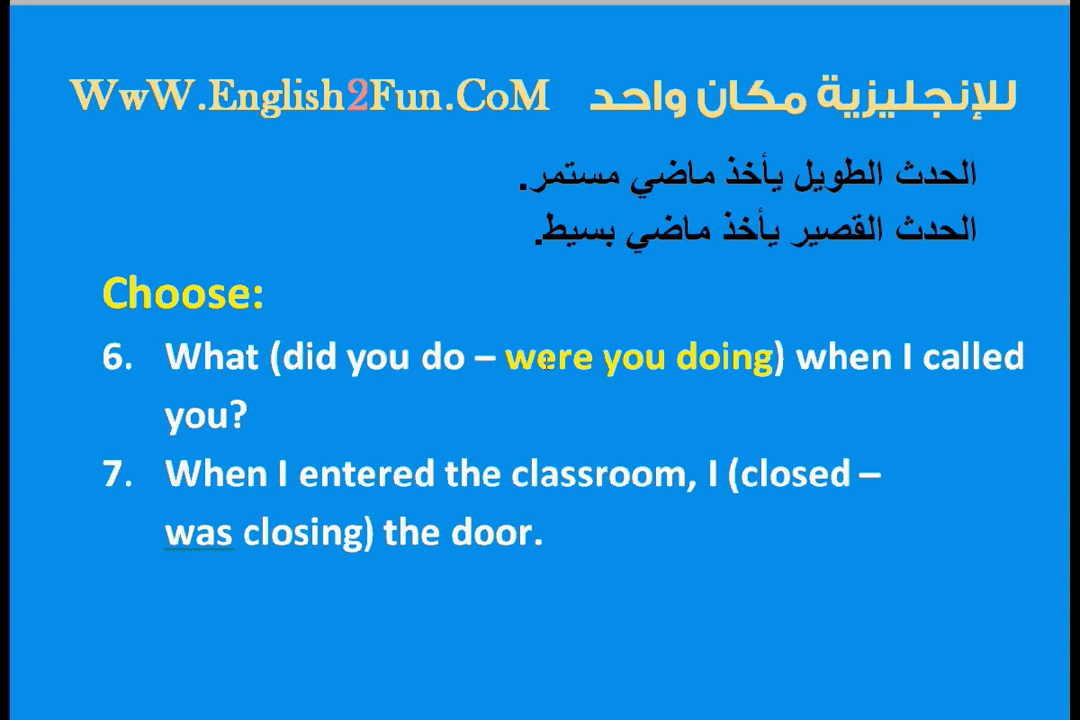 WwW.English2Fun.CoM للإنجليزية مكان واحد
الحدث الطويل يأخذ ماضي مستمر.
الحدث القصير يأخذ ماضي بسيط.
Choose:
6. What (did you do – were you doing) when I called
you?
7. When I entered the classroom, I (closed –
was closing) the door.